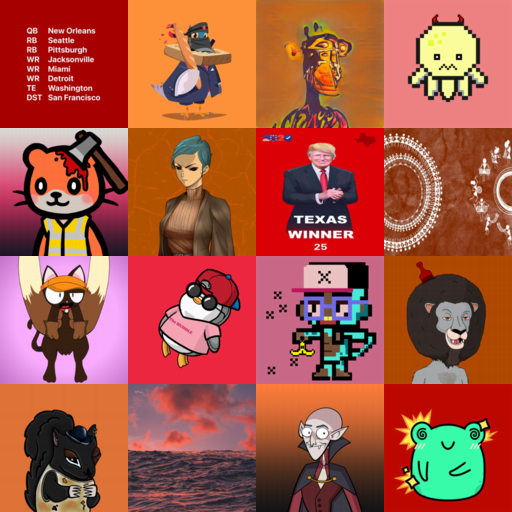 QB New Orleans
RB Seattle
RB Pittsburgh
WR Jacksonville
WR Miami
WR Detroit
TE Washington
DST San Francisco
TEXAS
WINNER
25